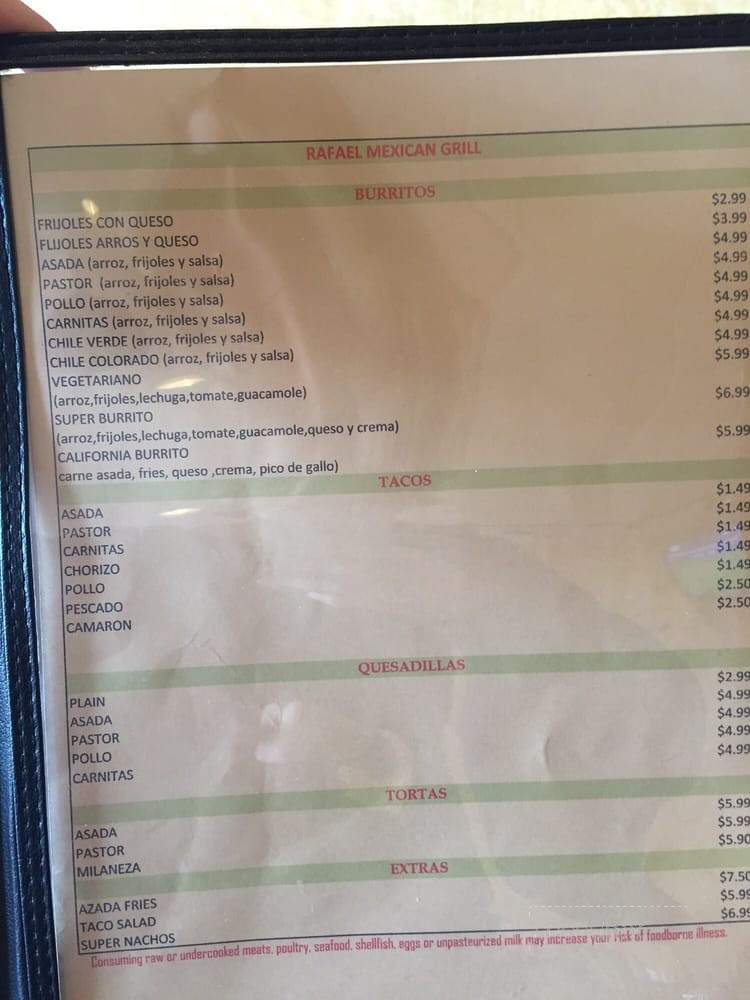 RAFAEL MEXICAN GRILL
BURRITOS
FRIJOLES CON QUESO $2.99
FLIJOLES ARROS Y QUESO $3.99
ASADA (arroz, frijoles y salsa) $4.99
PASTOR (arroz, frijoles y salsa) $4.99
POLLO (arroz, frijoles y salsa) $4.99
CARNITAS (arroz, frijoles y salsa) $4.99
CHILE VERDE (arroz, frijoles y salsa) $4.99
CHILE COLORADO (arroz, frijoles y salsa) $4.99
VEGETARIANO $5.99
(arroz,frijoles,lechuga,tomate,guacamole)
SUPER BURRITO $6.99
(arroz,frijoles,lechuga,tomate,guacamole,queso y crema)
CALIFORNIA BURRITO $5.99
carne asada, fries, queso ,crema, pico de gallo)
TACOS
ASADA $1.49
PASTOR $1.49
CARNITAS $1.49
CHORIZO $1.49
POLLO $1.49
PESCADO $2.50
CAMARON $2.50
QUESADILLAS
PLAIN $2.99
ASADA $4.99
PASTOR $4.99
POLLO $4.99
CARNITAS $4.99
TORTAS
ASADA $5.99
PASTOR $5.99
MILANEZA $5.90
EXTRAS
AZADA FRIES $7.50
TACO SALAD $5.99
SUPER NACHOS $6.99
Consuming raw or undercooked meats, poultry, seafood, shellfish, eggs or unpasteurized milk may increase your risk of foodborne illness.